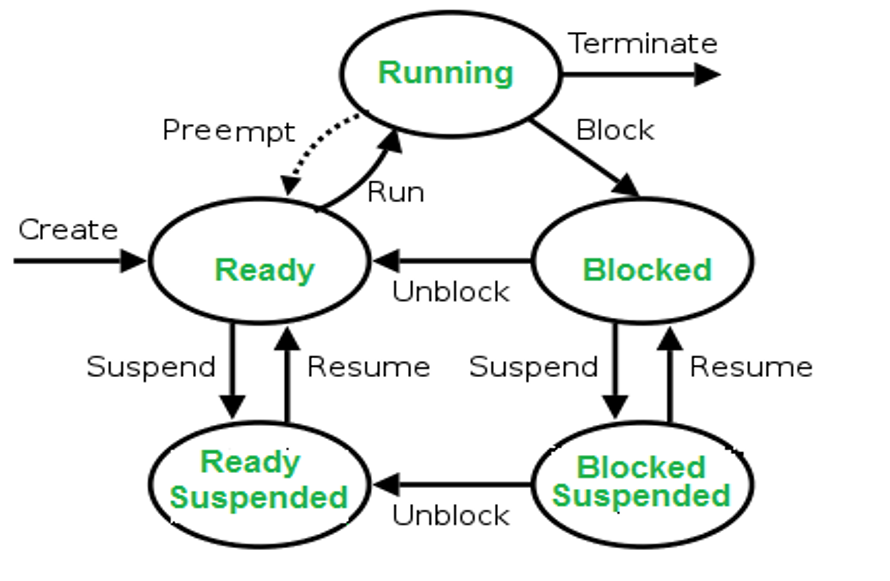 Terminate
Running
Preempt
Block
Run
Create
Ready
Blocked
Unblock
Suspend
Resume
Suspend
Resume
Ready
Suspended
Blocked
Suspended
Unblock